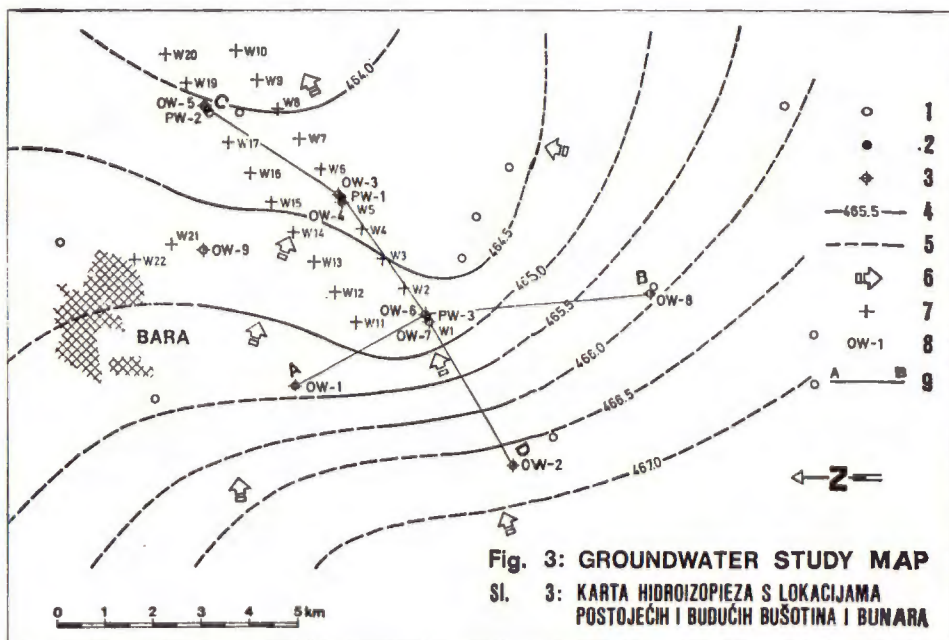 W20
W10
W19
W9
464.0
OW-5
C
PW-2
W8
W17
W7
W16
W6
OW-3
PW-1
W15
OW-4
W5
W4
W14
W21
OW-9
W22
W3
W13
464.5
W12
W2
465.0
B
OW-8
OW-6
PW-3
W11
OW-7
W1
465.5
BARA
466.0
A
OW-1
466.5
D
OW-2
467.0
1
2
3
465.5 4
5
6
7
OW-1 8
A B 9
Z
Fig. 3: GROUNDWATER STUDY MAP
Sl. 3: KARTA HIDROIZOPIEZA S LOKACIJAMA
POSTOJEĆIH I BUDUĆIH BUŠOTINA I BUNARA
0 1 2 3 4 5 km